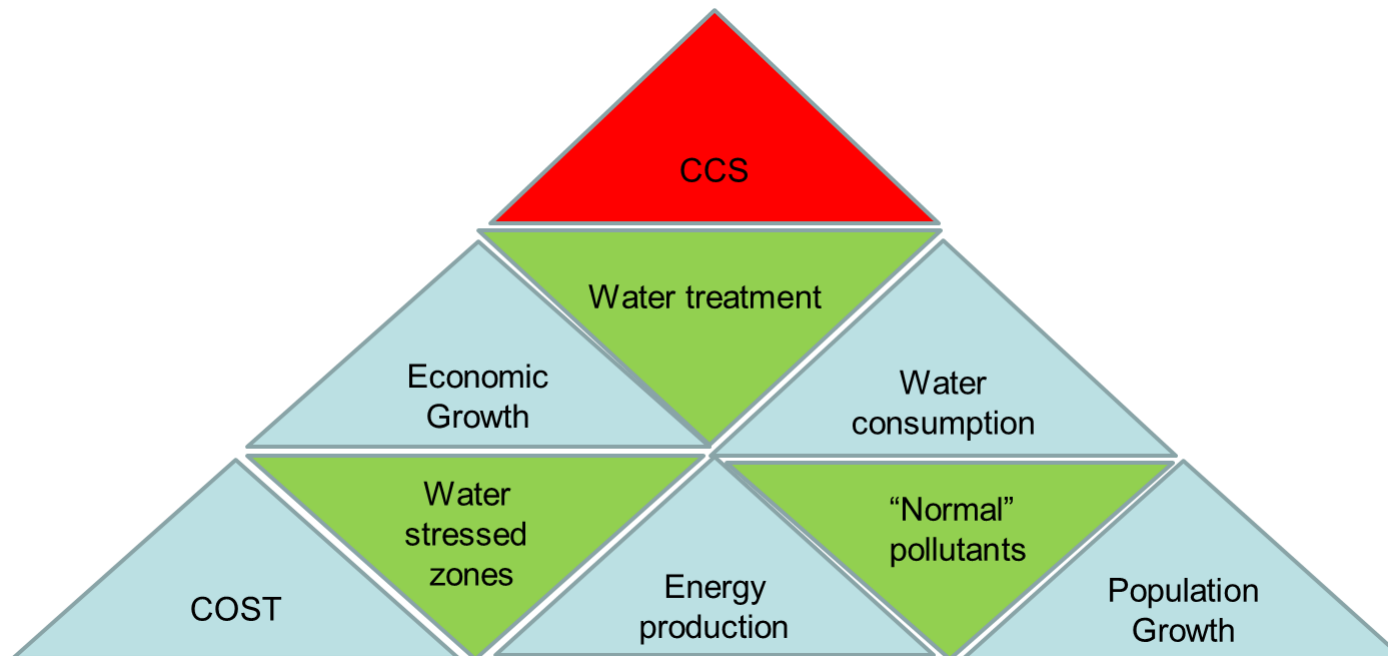 CCS
Water treatment
Economic
Growth
Water
consumption
Water
stressed
zones
“Normal”
pollutants
COST
Energy
production
Population
Growth